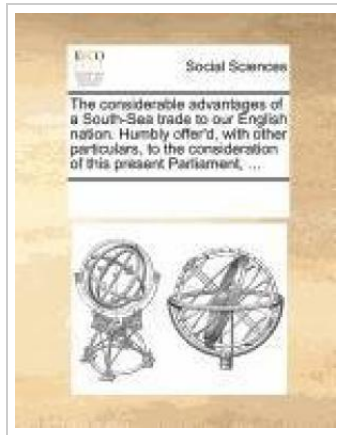 ECCO
Social Sciences
The considerable advantages of
a South-Sea trade to our English
nation. Humbly offer'd, with other
particulars, to the consideration
of this present Parliament, ...